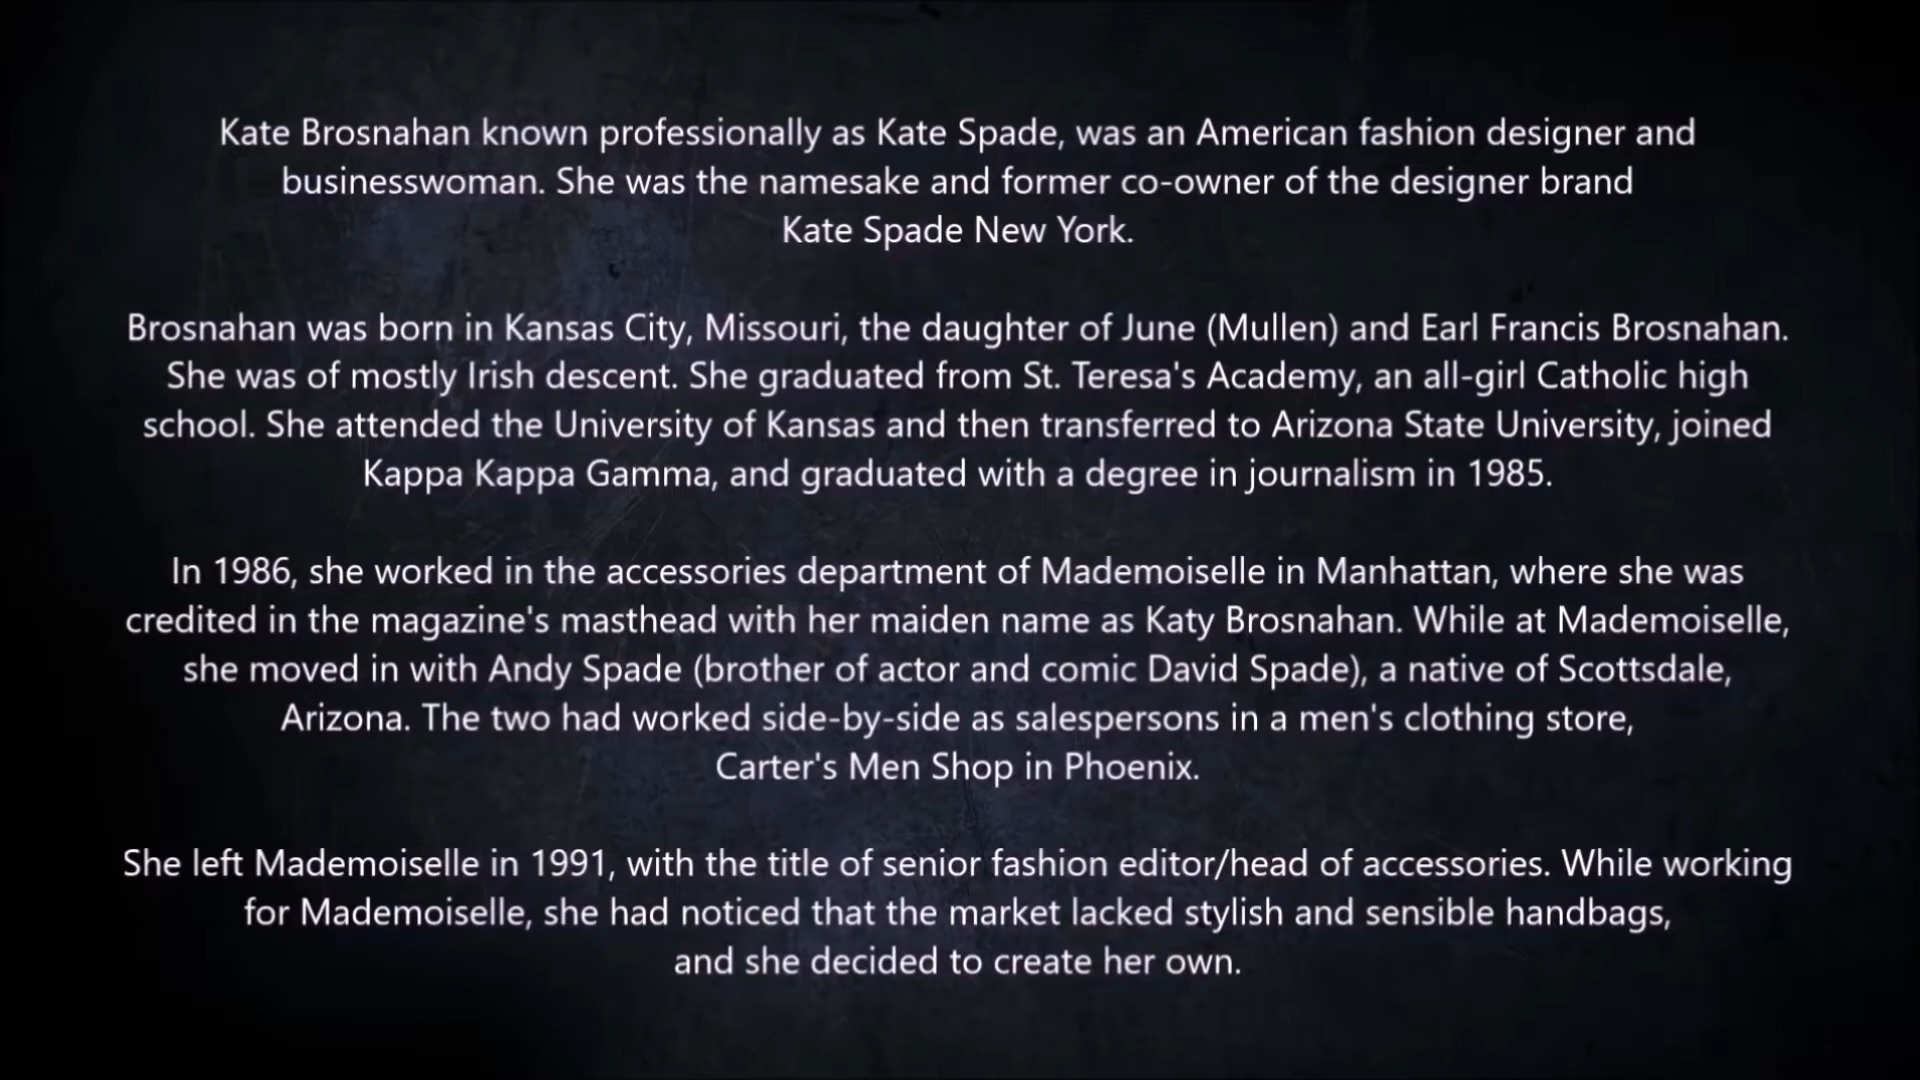 Kate Brosnahan known professionally as Kate Spade, was an American fashion designer and
businesswoman. She was the namesake and former co-owner of the designer brand
Kate Spade New York.
Brosnahan was born in Kansas City, Missouri, the daughter of June (Mullen) and Earl Francis Brosnahan.
She was of mostly Irish descent. She graduated from St. Teresa's Academy, an all-girl Catholic high
school. She attended the University of Kansas and then transferred to Arizona State University, joined
Kappa Kappa Gamma, and graduated with a degree in journalism in 1985.
In 1986, she worked in the accessories department of Mademoiselle in Manhattan, where she was
credited in the magazine's masthead with her maiden name as Katy Brosnahan. While at Mademoiselle,
she moved in with Andy Spade (brother of actor and comic David Spade), a native of Scottsdale,
Arizona. The two had worked side-by-side as salespersons in a men's clothing store,
Carter's Men Shop in Phoenix.
She left Mademoiselle in 1991, with the title of senior fashion editor/head of accessories. While working
for Mademoiselle, she had noticed that the market lacked stylish and sensible handbags,
and she decided to create her own.